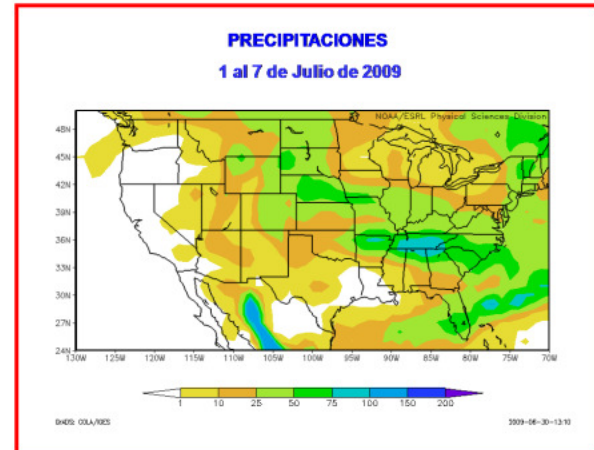 PRECIPITACIONES
1 al 7 de Julio de 2009
NOAA/ESRL Physical Sciences Division
48N
45N
42N
39N
36N
33N
30N
27N
24N
130W 125W 120W 115W 110W 105W 100W 95W 90W 85W 80W 75W 70W
1 10 25 50 75 100 150 200
GrADS: COLA/IGES 2009-06-30-13:10